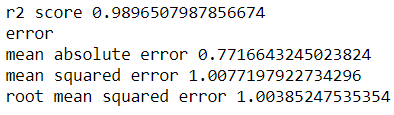 r2 score 0.9896507987856674
error
mean absolute error 0.7716643245023824
mean squared error 1.0077197922734296
root mean squared error 1.00385247535354